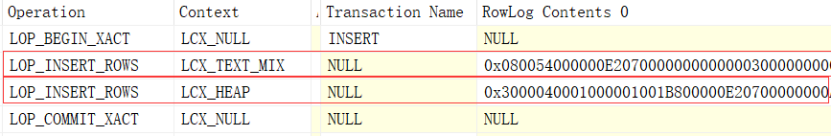 Operation Context Transaction Name RowLog Contents 0
LOP_BEGIN_XACT LCX_NULL INSERT NULL
LOP_INSERT_ROWS LCX_TEXT_MIX NULL 0x080054000000E2070000000000000300000000
LOP_INSERT_ROWS LCX_HEAP NULL 0x3000040001000001001B800000E20700000000
LOP_COMMIT_XACT LCX_NULL NULL NULL